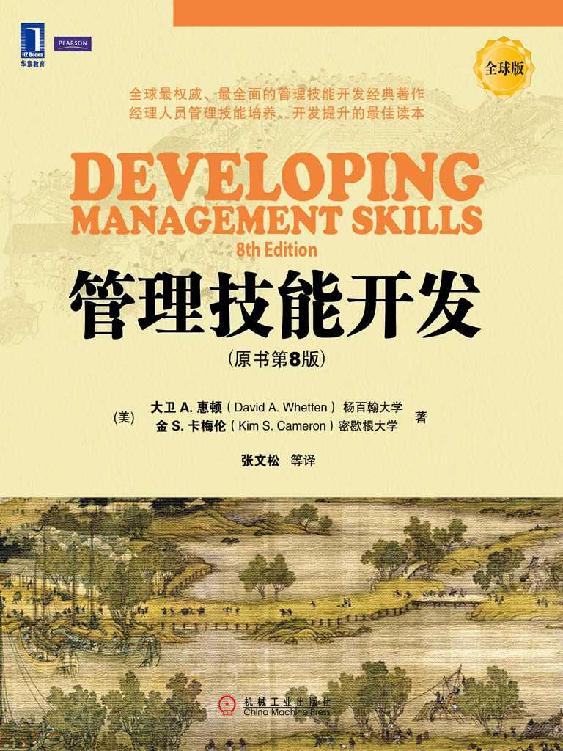 华章教育
PEARSON
全球版
全球最权威、最全面的管理技能开发经典著作
经理人员管理技能培养、开发提升的最佳读本
DEVELOPING
MANAGEMENT SKILLS
8th Edition
管理技能开发
(原书第8版)
(美) 大卫 A. 惠顿 (David A. Whetten) 杨百翰大学
金 S. 卡梅伦 (Kim S. Cameron) 密歇根大学 著
张文松 等译
机械工业出版社
China Machine Press